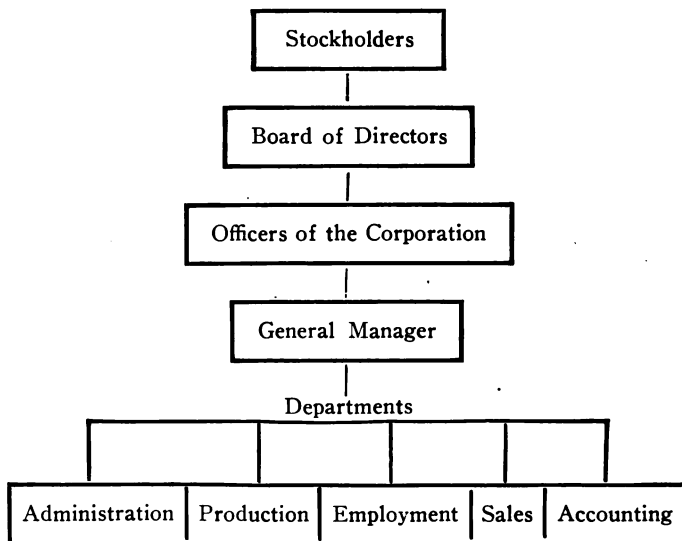 Stockholders
Board of Directors
Officers of the Corporation
General Manager
Departments
Administration Production Employment Sales Accounting